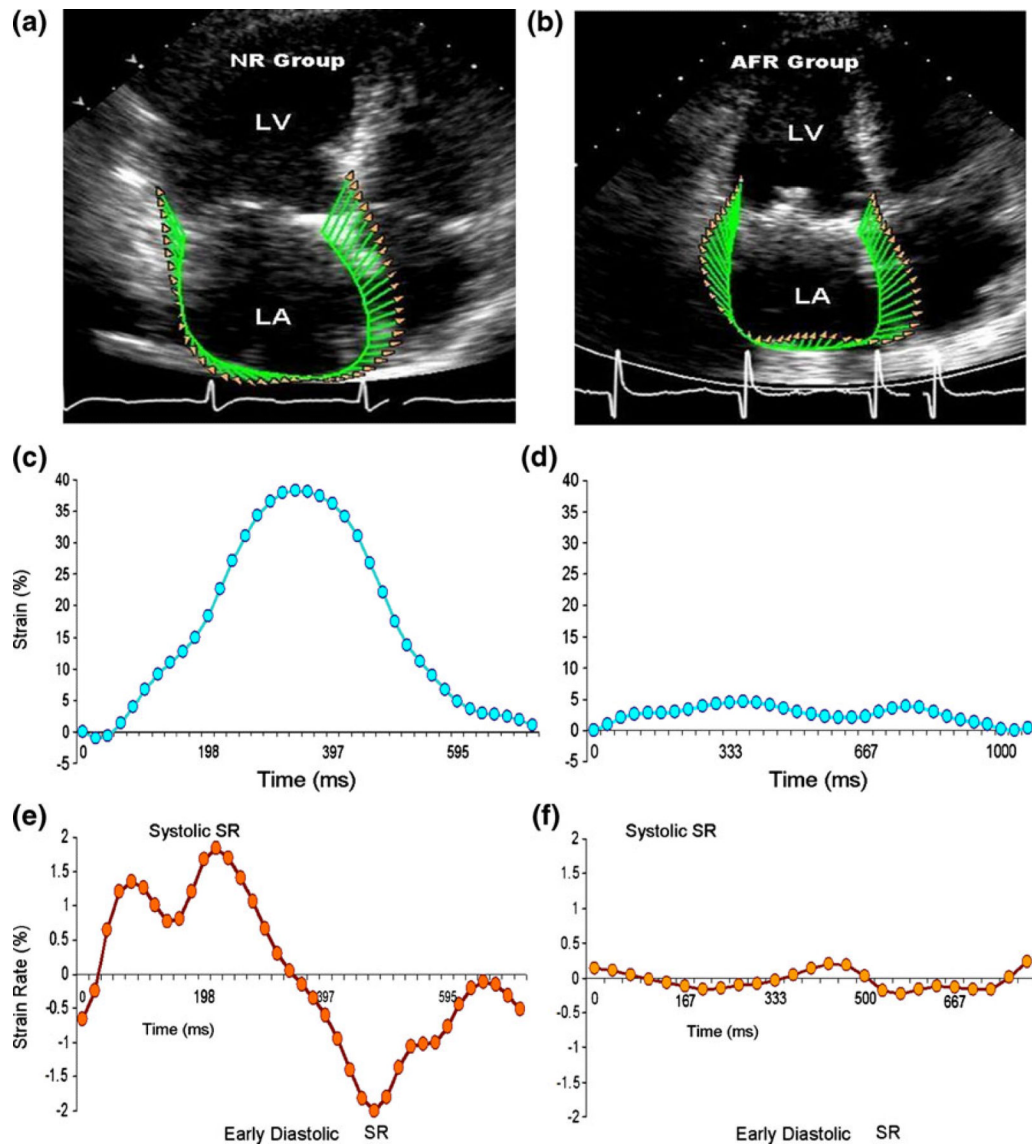 (a)
NR Group
LV
LA
(b)
AFR Group
LV
LA
(c)
40
35
30
25
20
15
10
5
0
-5
Strain (%)
0 198 397 595
Time (ms)
(d)
40
35
30
25
20
15
10
5
0
-5
0 333 667 1000
Time (ms)
(e)
Systolic SR
2
1.5
1
0.5
0
-0.5
-1
-1.5
-2
Strain Rate (%)
0 198 397 595
Time (ms)
Early Diastolic SR
(f)
Systolic SR
2
1.5
1
0.5
0
-0.5
-1
-1.5
-2
0 167 333 500 667
Time (ms)
Early Diastolic SR